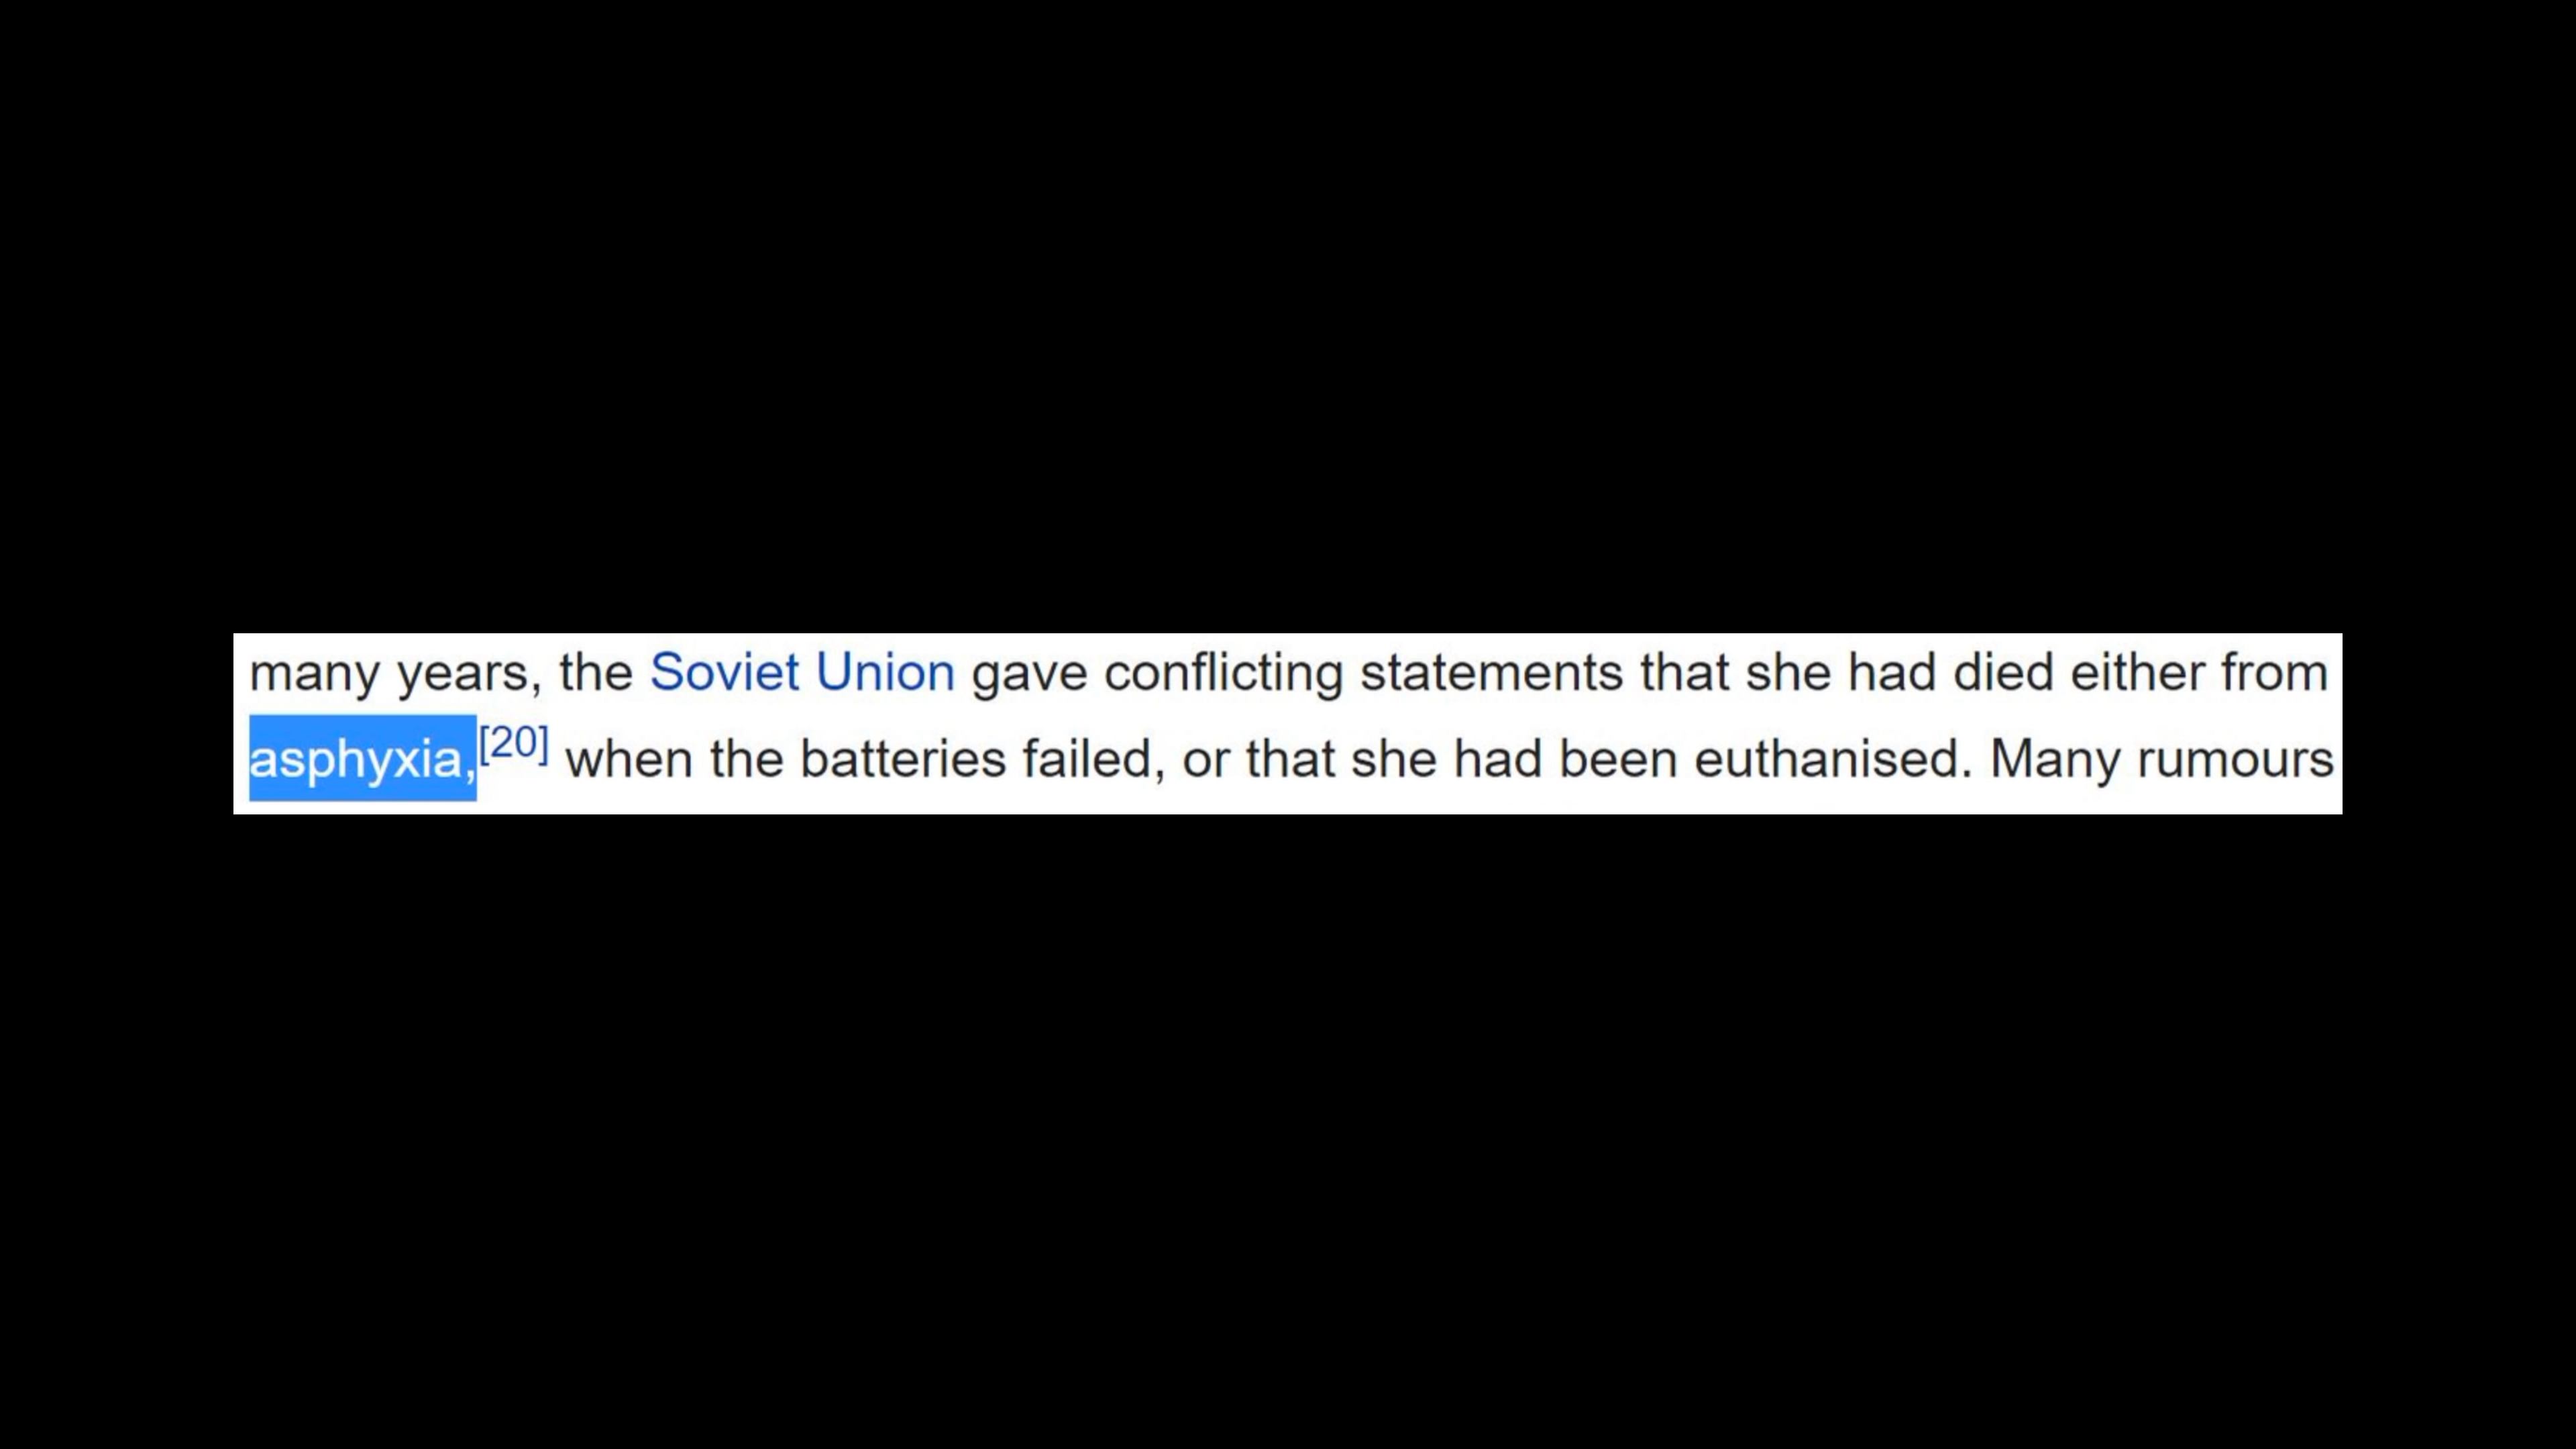 many years, the Soviet Union gave conflicting statements that she had died either from
asphyxia,[20] when the batteries failed, or that she had been euthanised. Many rumours